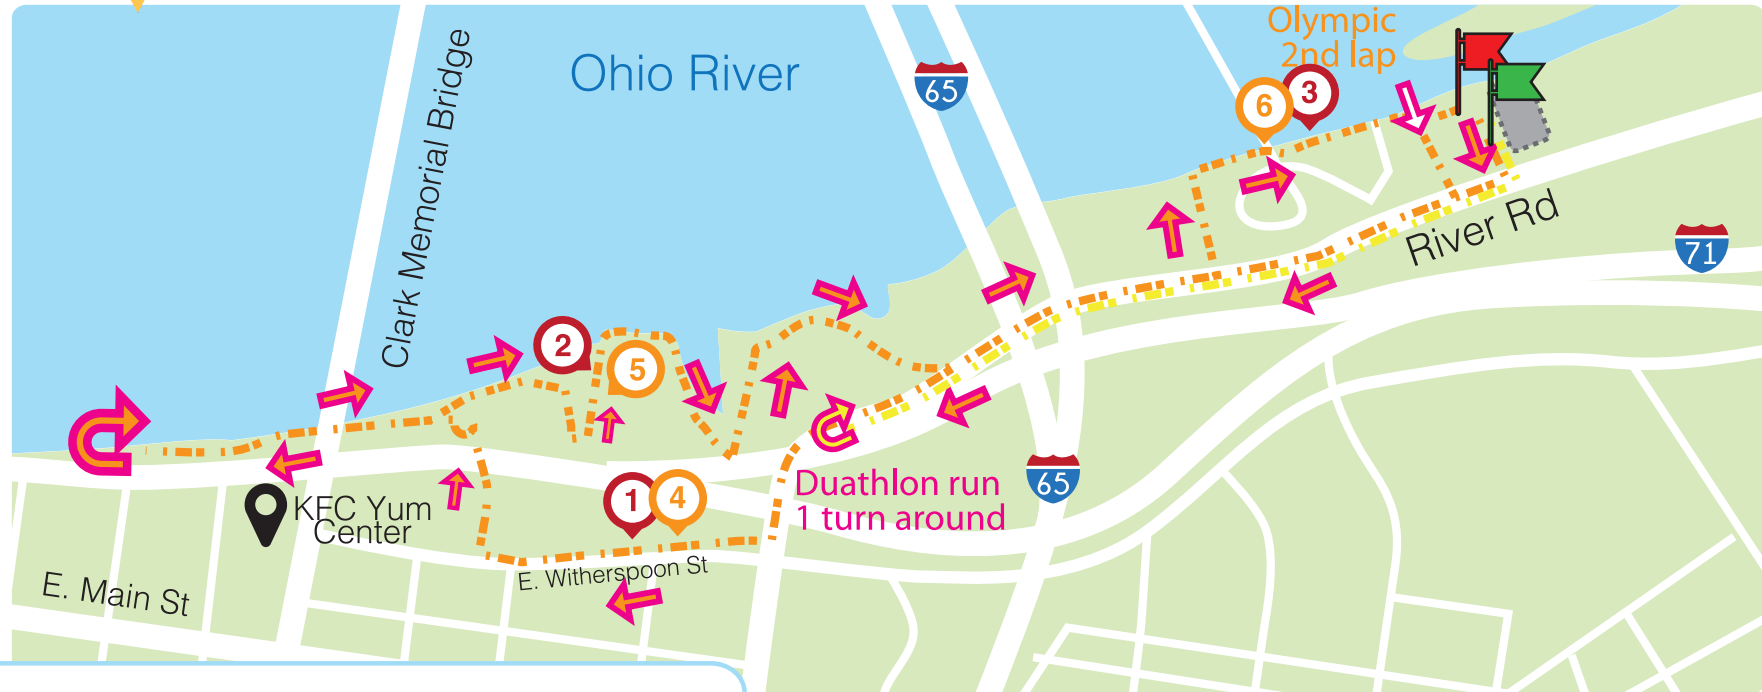 Olympic
2nd lap
Ohio River
65
6
3
Clark Memorial Bridge
River Rd
71
2
5
Duathlon run
1 turn around
65
1
4
KFC Yum
Center
E. Witherspoon St
E. Main St